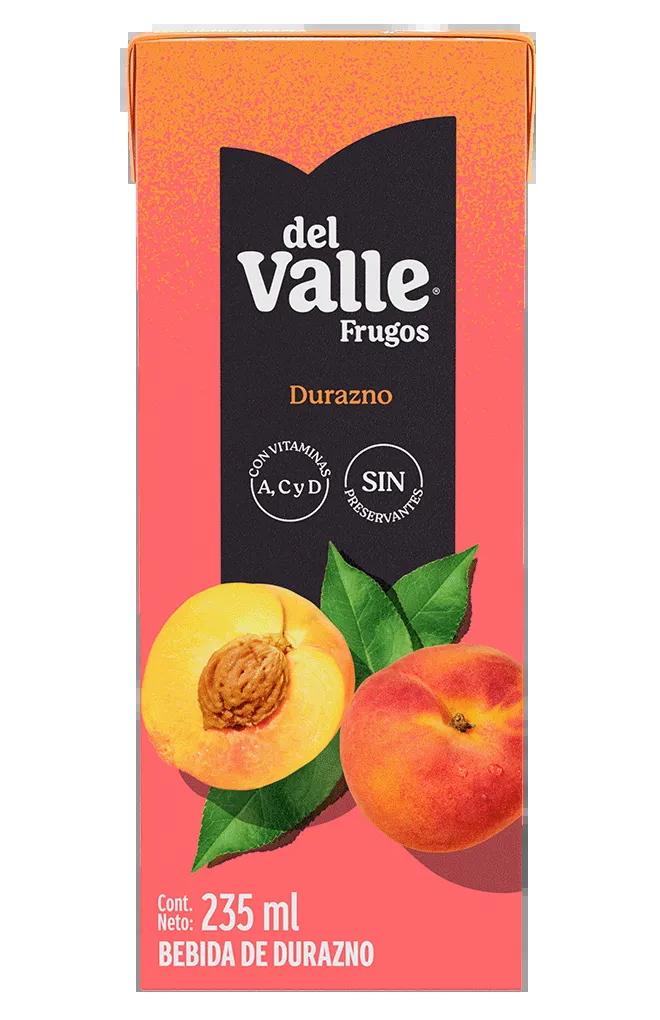 del
Valle®
Frugos
Durazno
CON VITAMINAS
A, C y D
SIN
PRESERVANTES
Cont.
Neto: 235 ml
BEBIDA DE DURAZNO